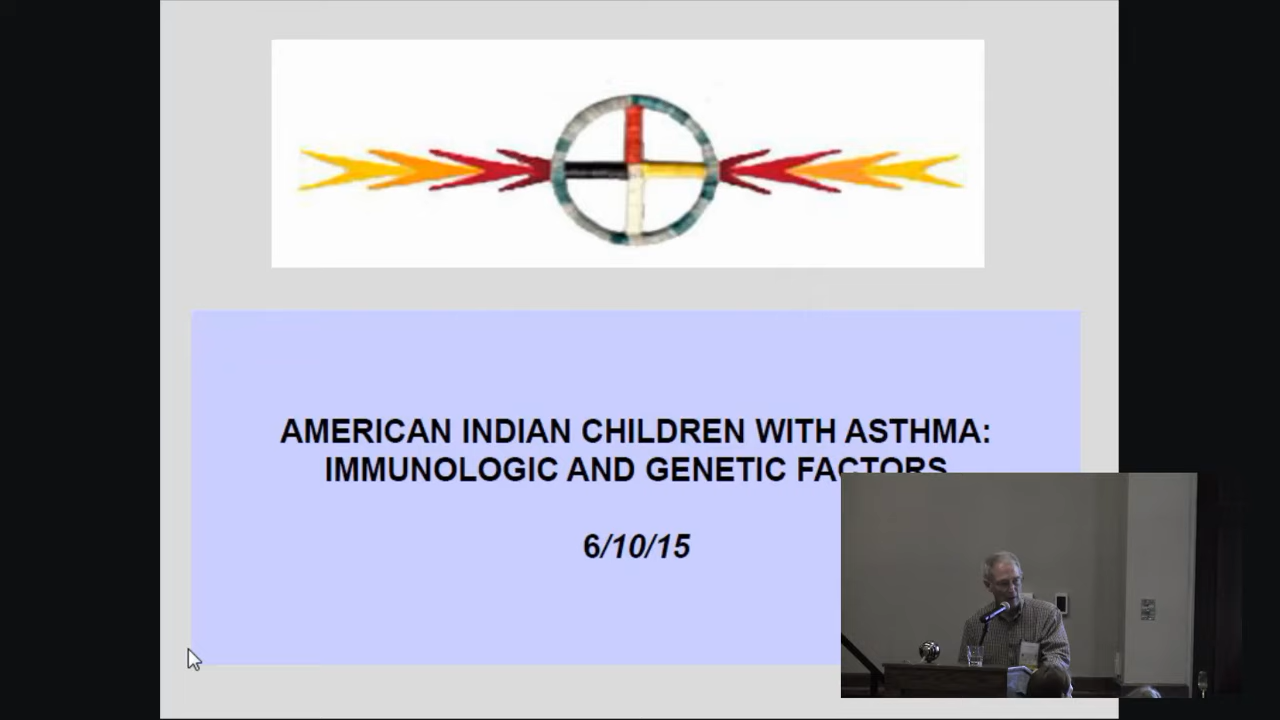 AMERICAN INDIAN CHILDREN WITH ASTHMA:
IMMUNOLOGIC AND GENETIC FACTORS
6/10/15